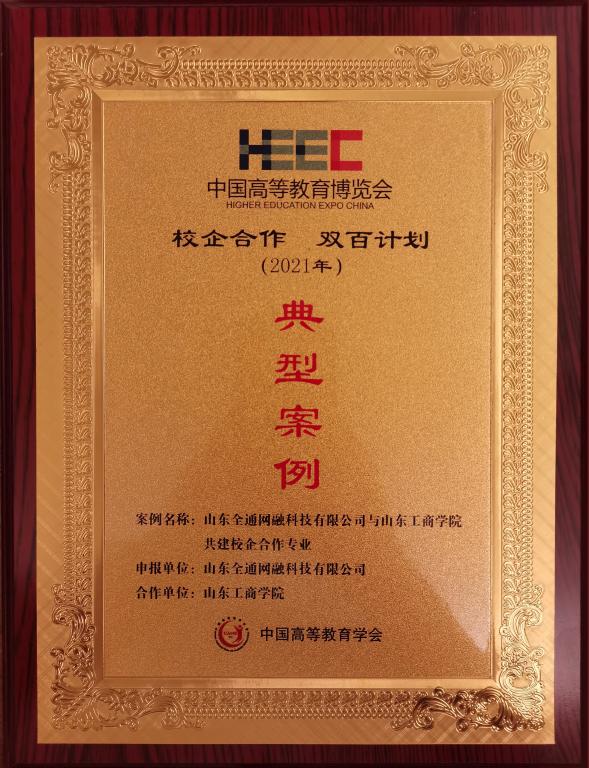 HEEC
中国高等教育博览会
HIGHER EDUCATION EXPO CHINA
校企合作 双百计划
(2021年)
典型案例
案例名称：山东全通网融科技有限公司与山东工商学院
共建校企合作专业
申报单位：山东全通网融科技有限公司
合作单位：山东工商学院
中国高等教育学会